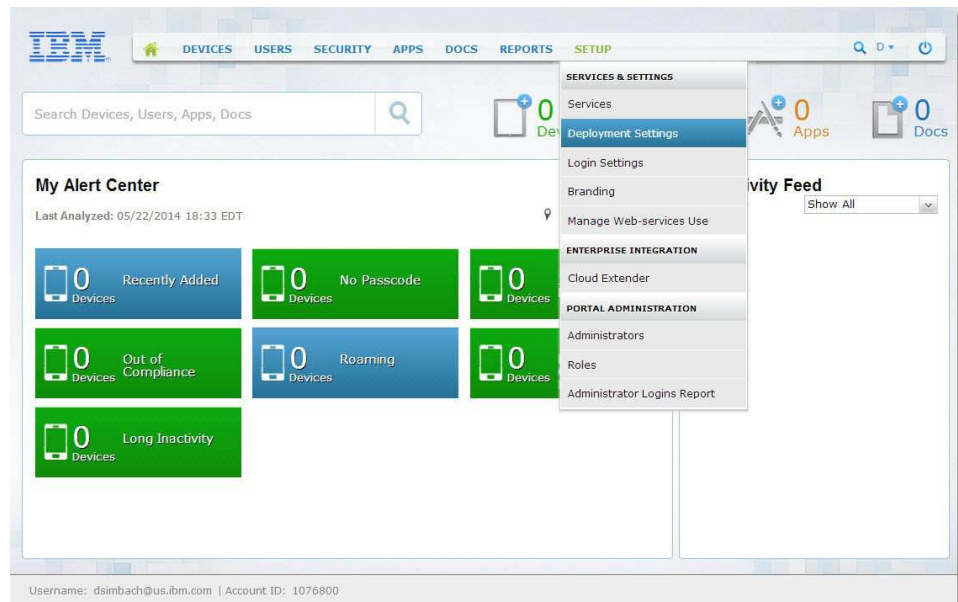 IBM
DEVICES USERS SECURITY APPS DOCS REPORTS SETUP D
SERVICES & SETTINGS
Services
Deployment Settings
Login Settings
Branding
Manage Web-services Use
ENTERPRISE INTEGRATION
Cloud Extender
PORTAL ADMINISTRATION
Administrators
Roles
Administrator Logins Report
Search Devices, Users, Apps, Docs
0
0 Apps
0 Docs
My Alert Center
Last Analyzed: 05/22/2014 18:33 EDT
0 Devices Recently Added
0 Devices No Passcode
0 Devices
0 Devices Out of Compliance
0 Devices Roaming
0 Devices
0 Devices Long Inactivity
Feed
Show All
Username: dsimbach@us.ibm.com | Account ID: 1076800